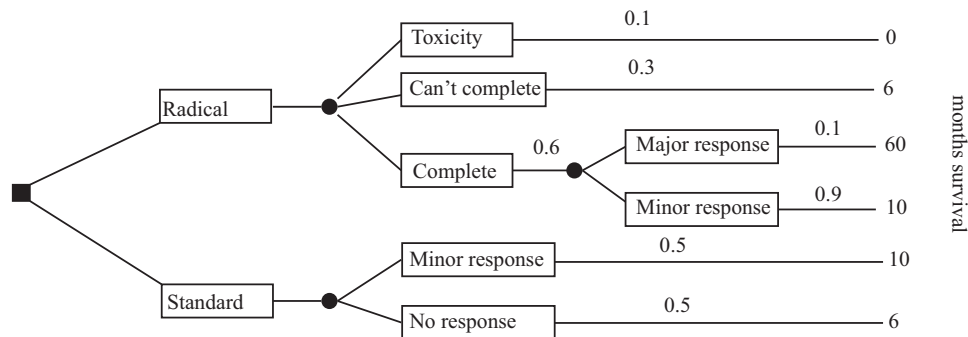 Toxicity 0.1 0
Can't complete 0.3 6
Radical
Complete 0.6 Major response 0.1 60
Minor response 0.9 10
Standard
Minor response 0.5 10
No response 0.5 6
months survival